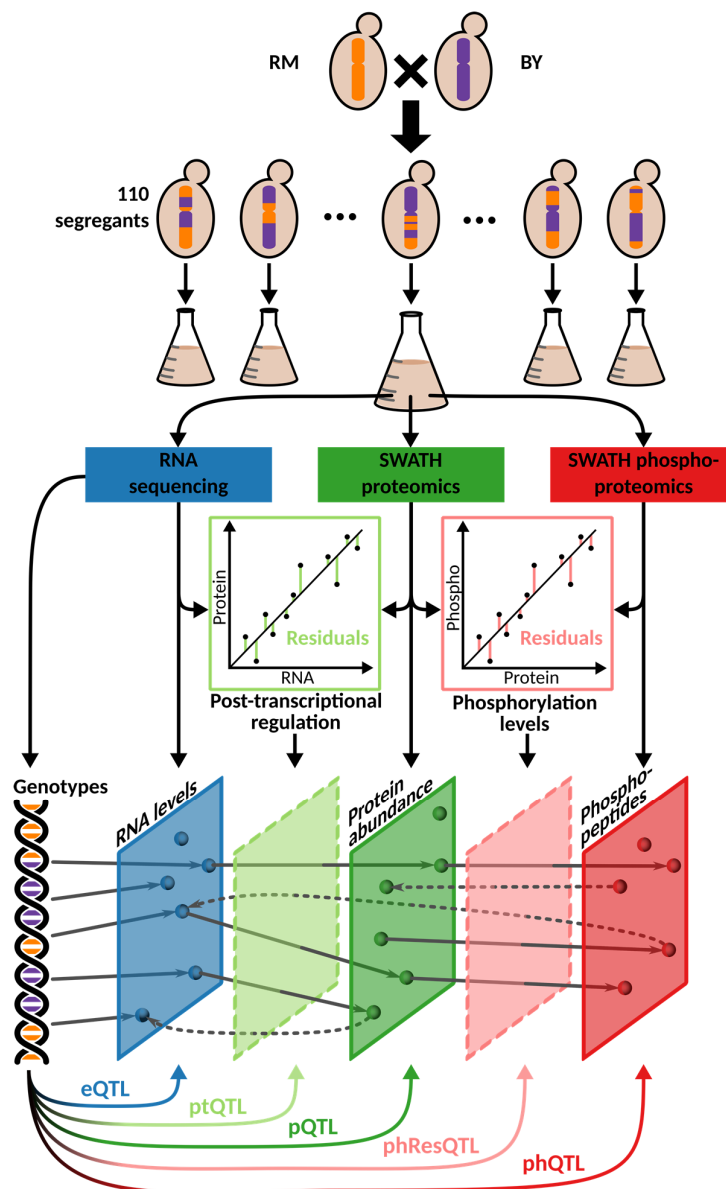 RM
BY
110
segregants
RNA
sequencing
SWATH
proteomics
SWATH phospho-
proteomics
Protein
Residuals
RNA
Phospho
Residuals
Protein
Post-transcriptional
regulation
Phosphorylation
levels
Genotypes
RNA levels
Protein
abundance
Phospho-
peptides
eQTL
ptQTL
pQTL
phResQTL
phQTL